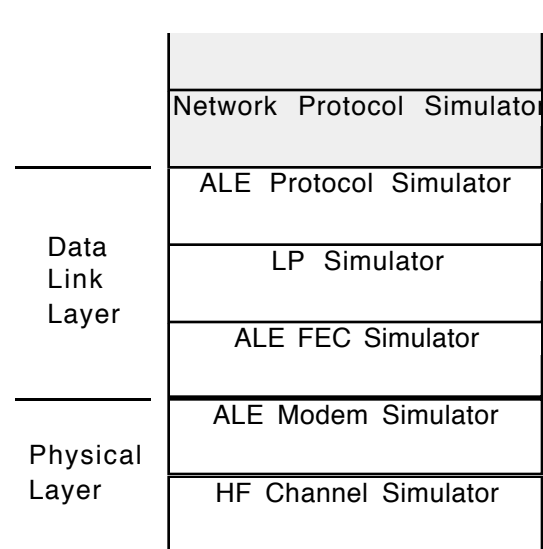 Network Protocol Simulator
ALE Protocol Simulator
Data
Link
Layer
LP Simulator
ALE FEC Simulator
ALE Modem Simulator
Physical
Layer
HF Channel Simulator